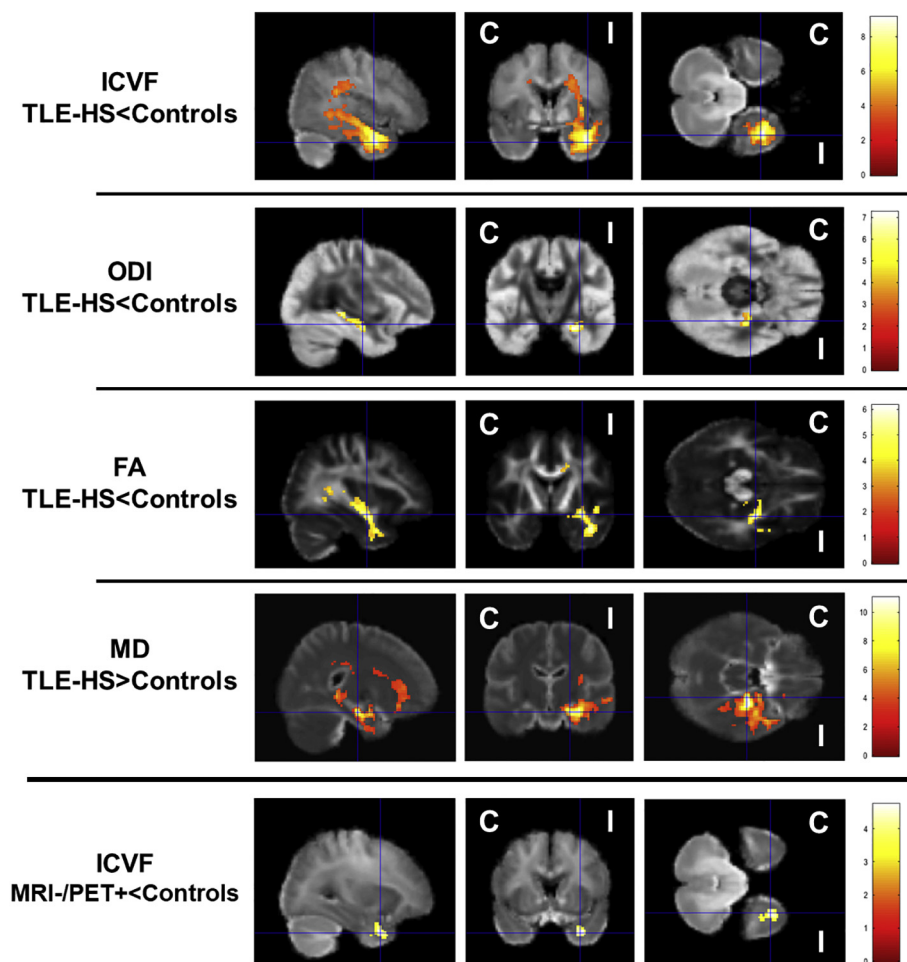 ICVF
TLE-HS<Controls
C
I
C
I
8
6
4
2
0
ODI
TLE-HS<Controls
C
I
C
I
7
6
5
4
3
2
1
0
FA
TLE-HS<Controls
C
I
C
I
6
5
4
3
2
1
0
MD
TLE-HS>Controls
C
I
C
I
10
8
6
4
2
0
ICVF
MRI-/PET+<Controls
C
I
C
I
4
3
2
1
0